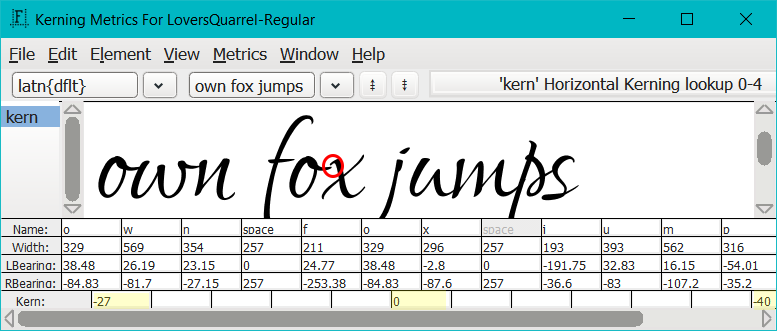 Kerning Metrics For LoversQuarrel-Regular
File Edit Element View Metrics Window Help
latn{dflt} own fox jumps 'kern' Horizontal Kerning lookup 0-4
kern
own fox jumps
Name: o w n space f o x space j u m p
Width: 329 569 354 257 211 329 296 257 193 393 562 316
LBearing: 38.48 26.19 23.15 0 24.77 38.48 -2.8 0 -191.75 32.83 16.15 -54.01
RBearing: -84.83 -81.7 -27.15 257 -253.38 -84.83 -87.6 257 -36.6 -83 -107.2 -35.2
Kern: -27 0 -40